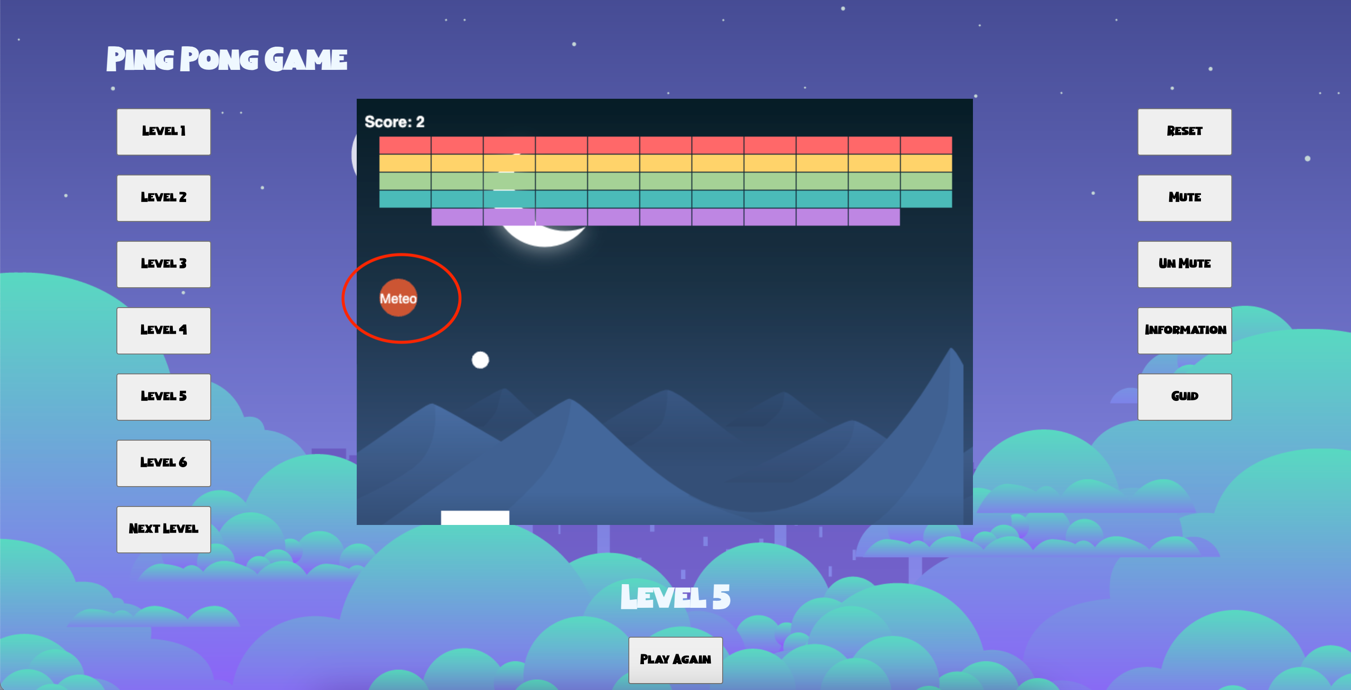 Ping Pong Game
Level 1
Level 2
Level 3
Level 4
Level 5
Level 6
Next Level
Score: 2
Meteo
Reset
Mute
Un Mute
Information
Guid
Level 5
Play Again